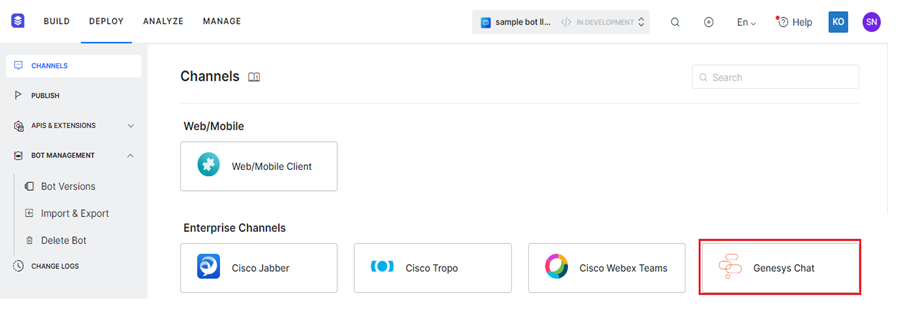 BUILD DEPLOY ANALYZE MANAGE sample bot ll... IN DEVELOPMENT En Help KO SN
CHANNELS
PUBLISH
APIS & EXTENSIONS
BOT MANAGEMENT
Bot Versions
Import & Export
Delete Bot
CHANGE LOGS
Channels
Search
Web/Mobile
Web/Mobile Client
Enterprise Channels
Cisco Jabber
Cisco Tropo
Cisco Webex Teams
Genesys Chat